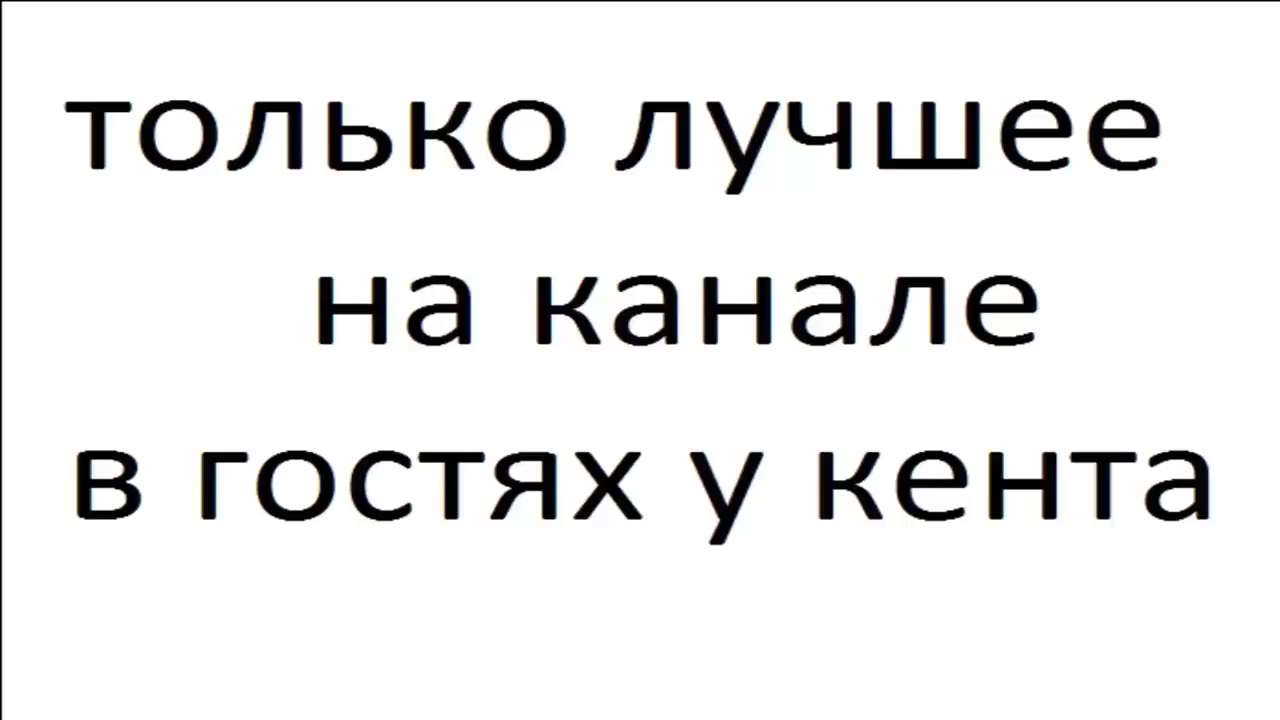 только лучшее
на канале
в гостях у кента